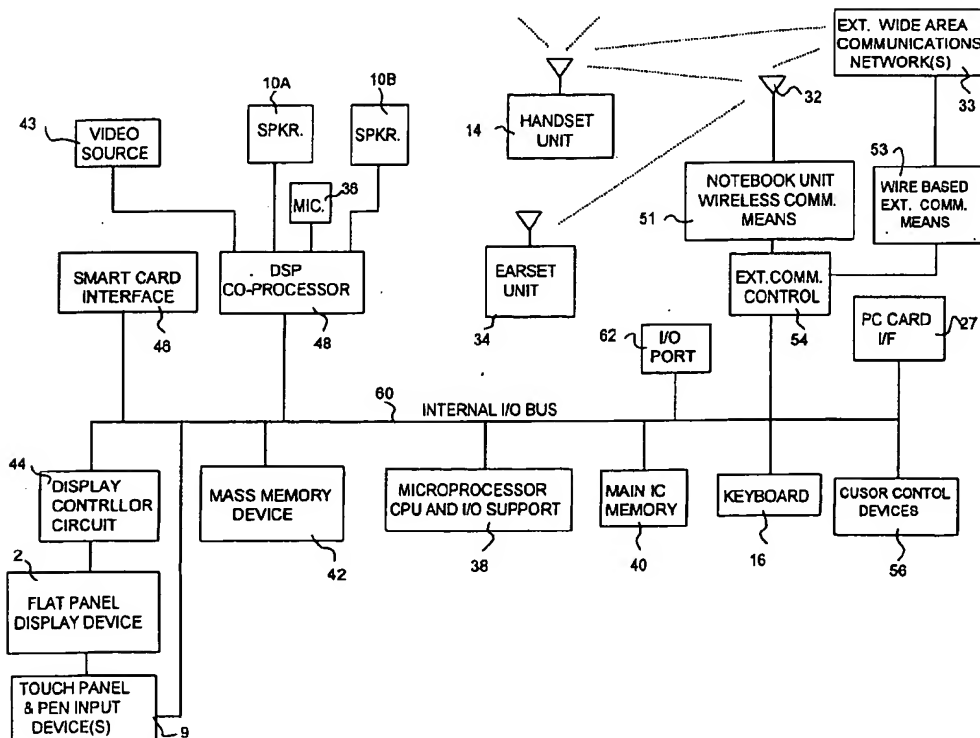 EXT. WIDE AREA
COMMUNICATIONS
NETWORK(S)
33
10A
10B
32
43
VIDEO
SOURCE
SPKR.
SPKR.
14
HANDSET
UNIT
53
36
MIC.
NOTEBOOK UNIT
WIRELESS COMM.
MEANS
51
WIRE BASED
EXT. COMM.
MEANS
SMART CARD
INTERFACE
46
DSP
CO-PROCESSOR
48
EARSET
UNIT
34
EXT.COMM.
CONTROL
54
PC CARD
I/F
27
62
I/O
PORT
60
INTERNAL I/O BUS
44
DISPLAY
CONTRLLOR
CIRCUIT
MASS MEMORY
DEVICE
42
MICROPROCESSOR
CPU AND I/O SUPPORT
38
MAIN IC
MEMORY
40
KEYBOARD
16
CUSOR CONTOL
DEVICES
56
2
FLAT PANEL
DISPLAY DEVICE
TOUCH PANEL
& PEN INPUT
DEVICE(S)
9